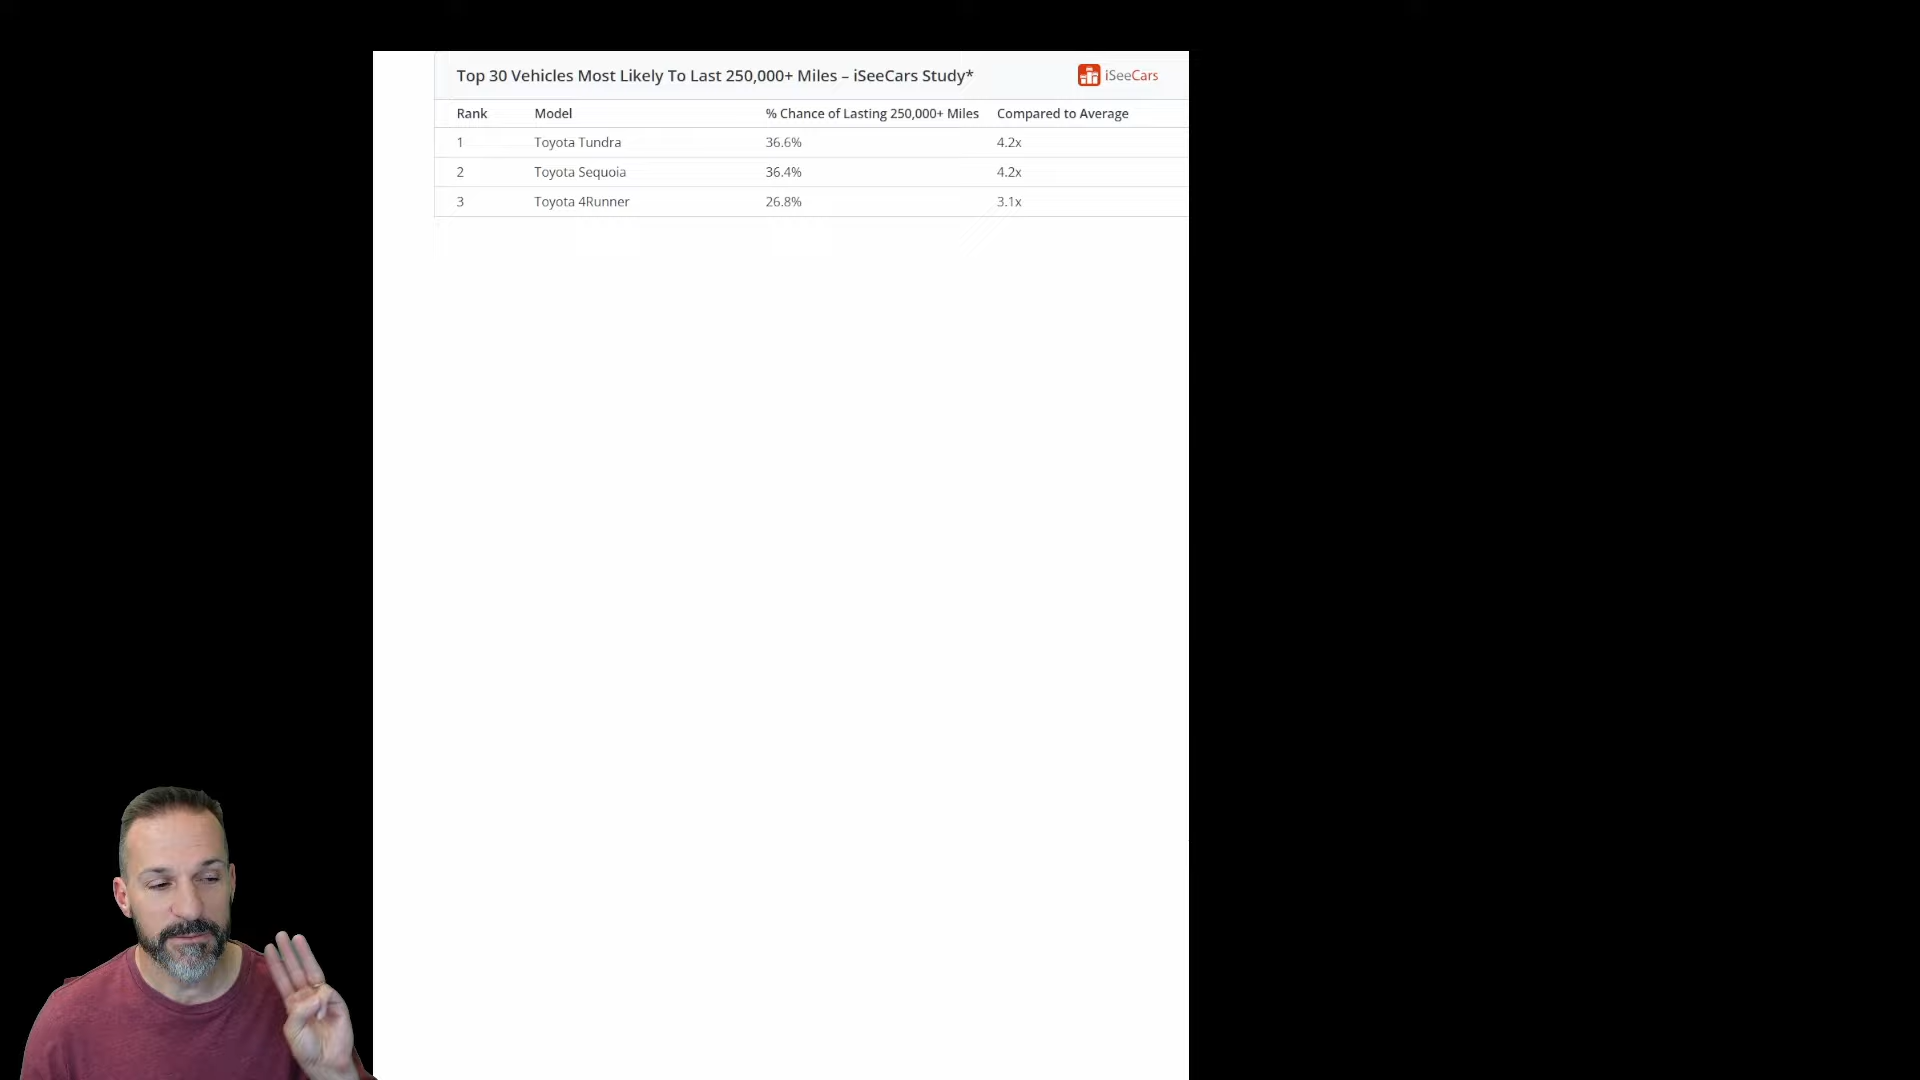 Top 30 Vehicles Most Likely To Last 250,000+ Miles – iSeeCars Study*
iSeeCars
Rank Model % Chance of Lasting 250,000+ Miles Compared to Average
1 Toyota Tundra 36.6% 4.2x
2 Toyota Sequoia 36.4% 4.2x
3 Toyota 4Runner 26.8% 3.1x